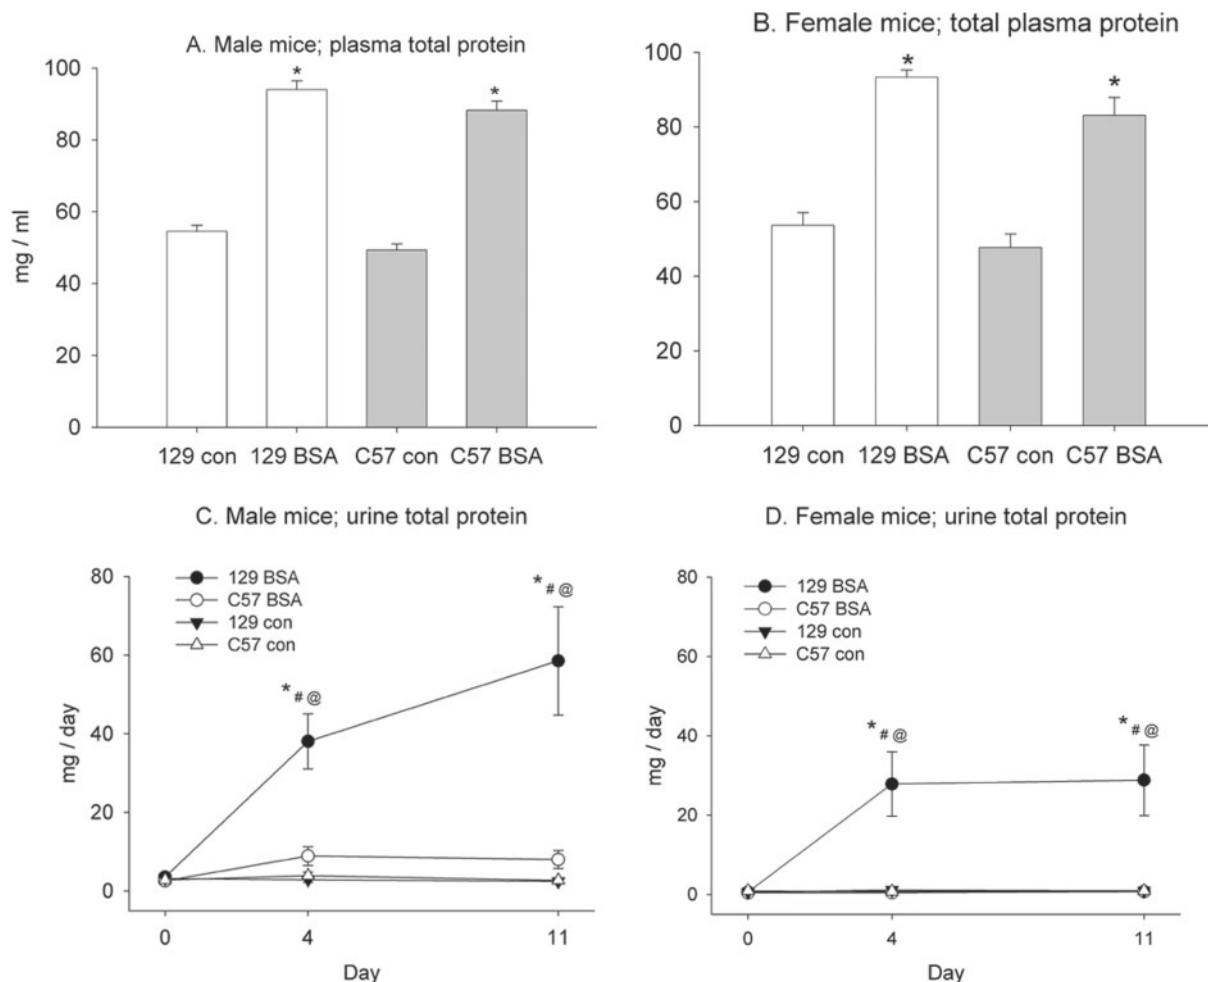 A. Male mice; plasma total protein
100
80
60
40
20
0
mg / ml
*
*
129 con 129 BSA C57 con C57 BSA
B. Female mice; total plasma protein
100
80
60
40
20
0
*
*
129 con 129 BSA C57 con C57 BSA
C. Male mice; urine total protein
80
60
40
20
0
mg / day
129 BSA
C57 BSA
129 con
C57 con
* # @
* # @
0 4 11
Day
D. Female mice; urine total protein
80
60
40
20
0
mg / day
129 BSA
C57 BSA
129 con
C57 con
* # @
* # @
0 4 11
Day